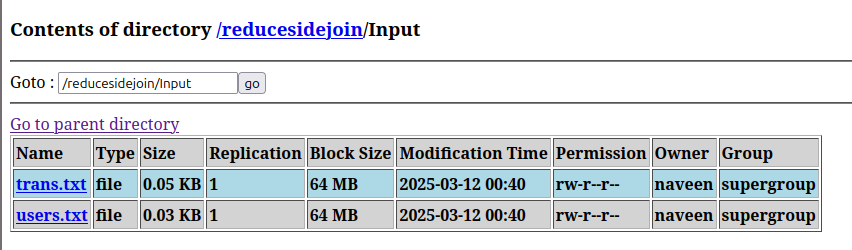 Contents of directory /reducesidejoin/Input
Goto : /reducesidejoin/Input go
Go to parent directory
Name Type Size Replication Block Size Modification Time Permission Owner Group
trans.txt file 0.05 KB 1 64 MB 2025-03-12 00:40 rw-r--r-- naveen supergroup
users.txt file 0.03 KB 1 64 MB 2025-03-12 00:40 rw-r--r-- naveen supergroup